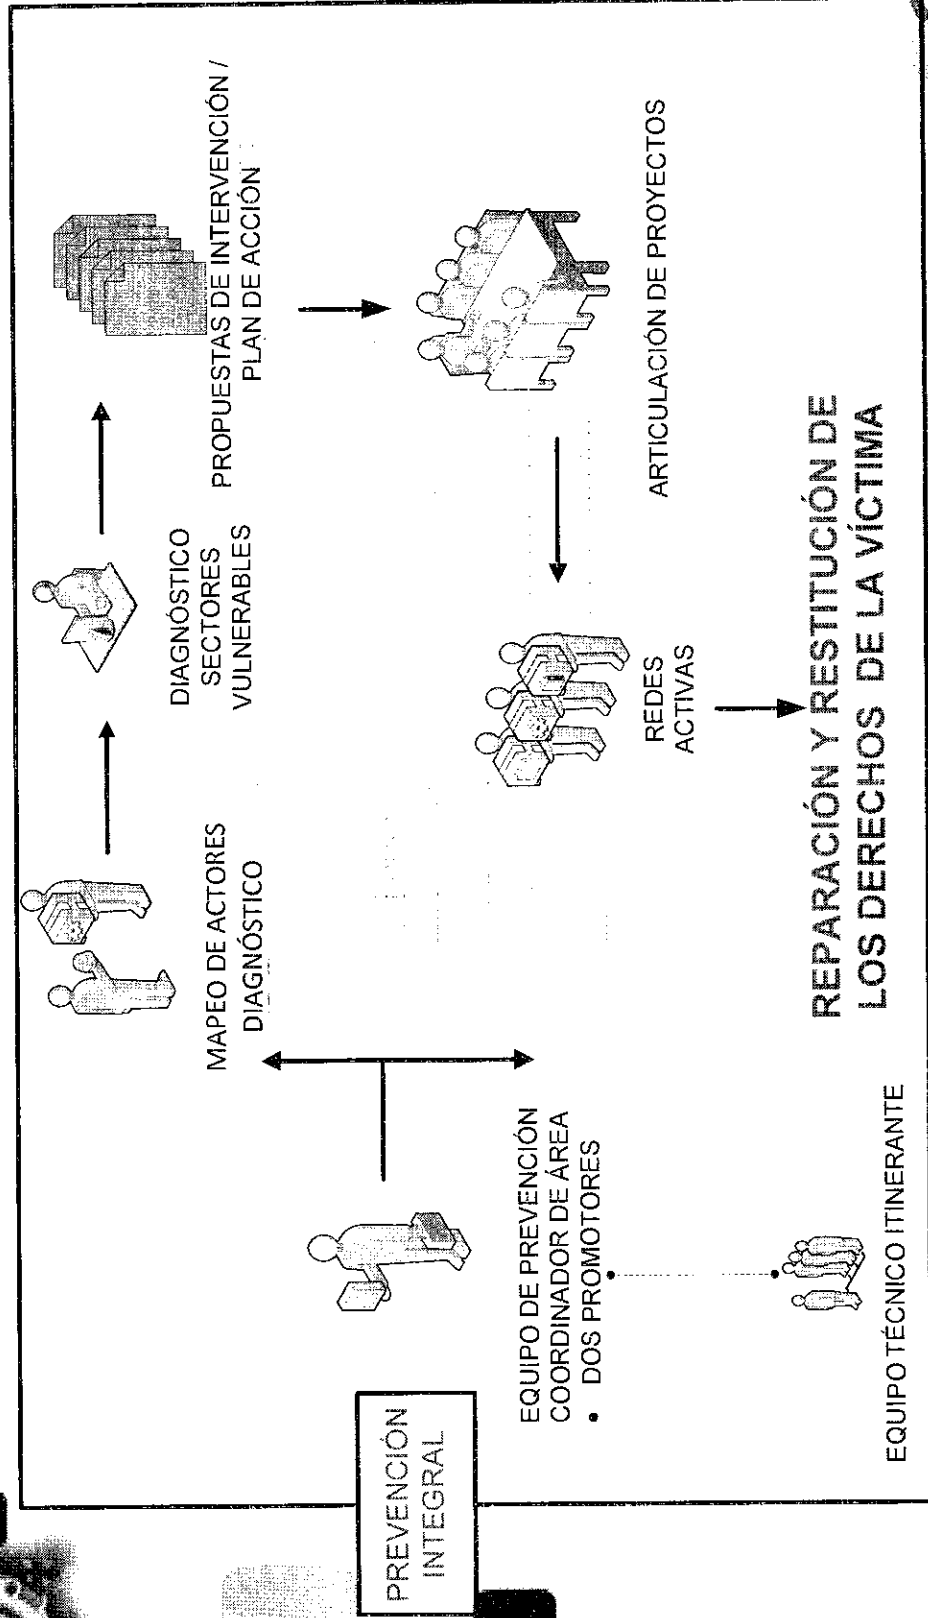 PREVENCIÓN
INTEGRAL
EQUIPO DE PREVENCIÓN
COORDINADOR DE ÁREA
• DOS PROMOTORES
EQUIPO TÉCNICO ITINERANTE
MAPEO DE ACTORES
DIAGNÓSTICO
DIAGNÓSTICO
SECTORES
VULNERABLES
PROPUESTAS DE INTERVENCIÓN /
PLAN DE ACCIÓN
ARTICULACIÓN DE PROYECTOS
REDES
ACTIVAS
REPARACIÓN Y RESTITUCIÓN DE
LOS DERECHOS DE LA VÍCTIMA